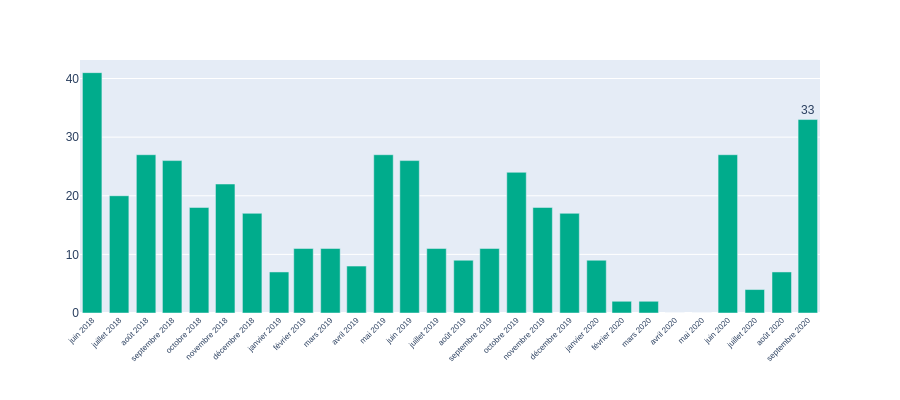 40
30
20
10
0
33
juin 2018
juillet 2018
août 2018
septembre 2018
octobre 2018
novembre 2018
décembre 2018
janvier 2019
février 2019
mars 2019
avril 2019
mai 2019
juin 2019
juillet 2019
août 2019
septembre 2019
octobre 2019
novembre 2019
décembre 2019
janvier 2020
février 2020
mars 2020
avril 2020
mai 2020
juin 2020
juillet 2020
août 2020
septembre 2020